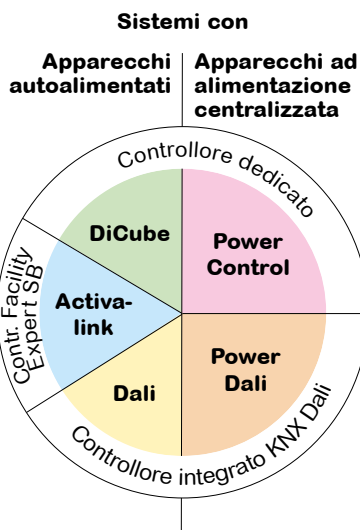 Sistemi con
Apparecchi
autoalimentati
Apparecchi ad
alimentazione
centralizzata
Controllore dedicato
DiCube
Power
Control
Contr. Facility
Expert SB
Activa-
link
Power
Dali
Dali
Controllore integrato KNX Dali